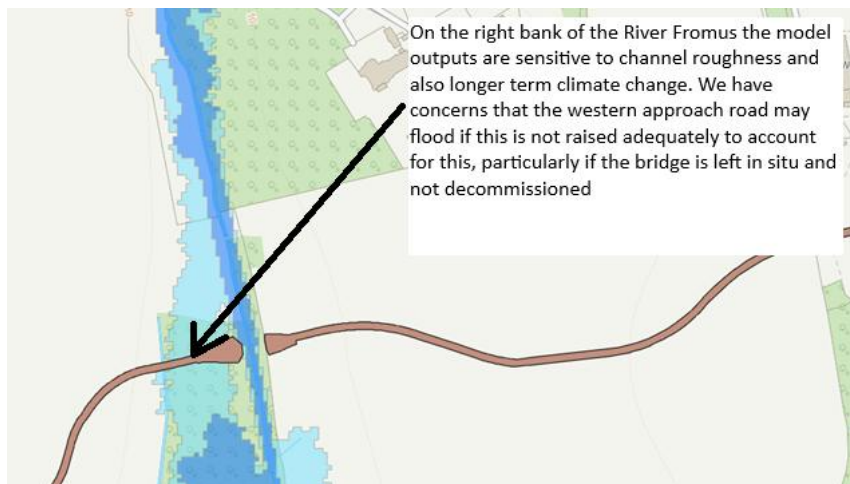 On the right bank of the River Fromus the model
outputs are sensitive to channel roughness and
also longer term climate change. We have
concerns that the western approach road may
flood if this is not raised adequately to account
for this, particularly if the bridge is left in situ and
not decommissioned